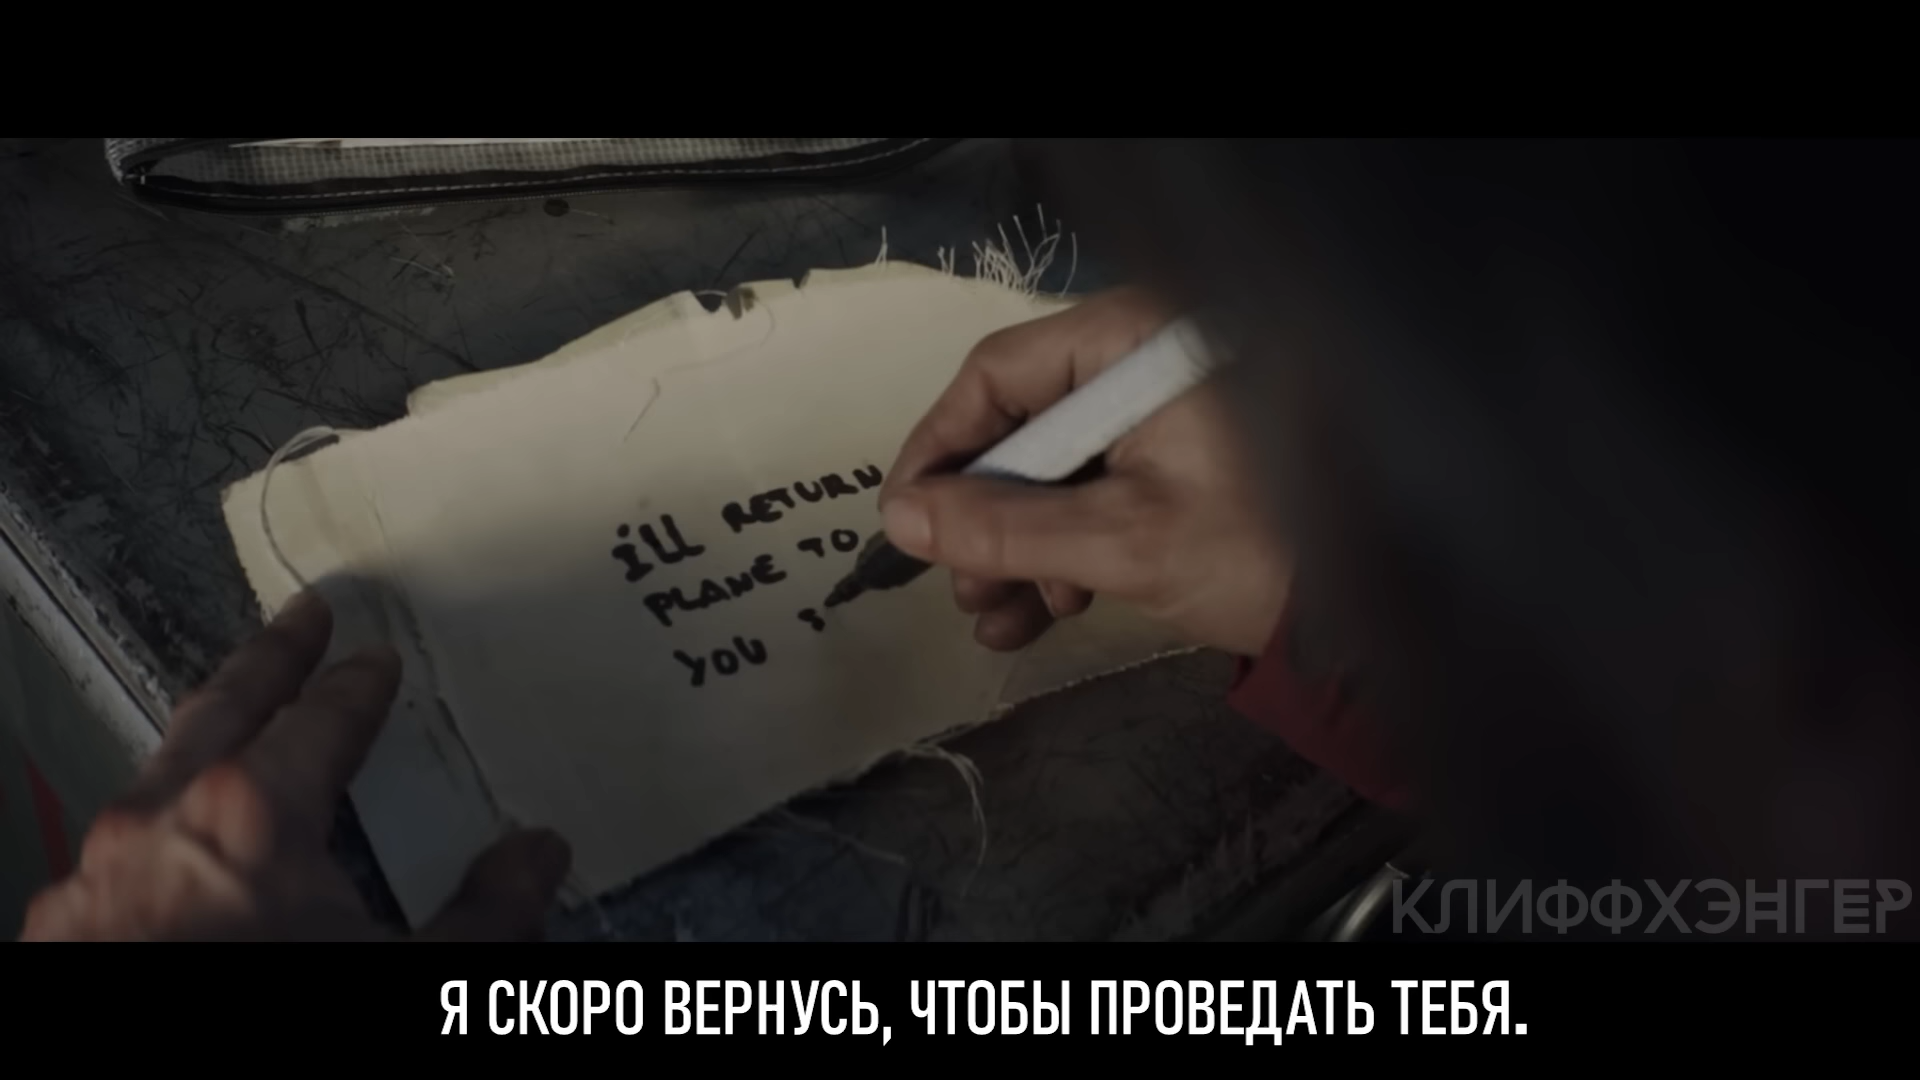 ill RETURN
PLANE TO
YOU
КЛИФФХЭНГЕР
Я СКОРО ВЕРНУСЬ, ЧТОБЫ ПРОВЕДАТЬ ТЕБЯ.